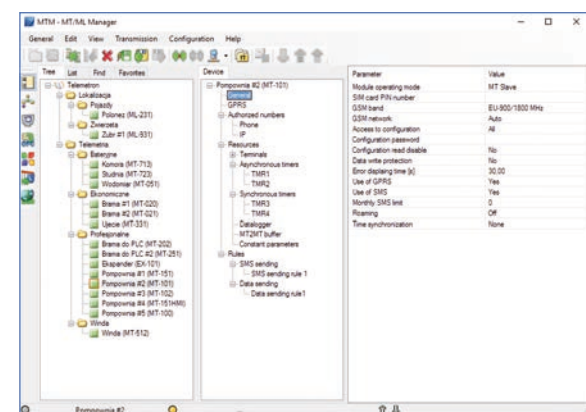 MTM - MT/ML Manager
General Edit View Transmission Configuration Help
Tree List Find Favorites
Telemetron
Lokalizacja
Pojazdy
Polonez (ML-231)
Zwierzeta
Żubr #1 (ML-931)
Telemetria
Bateryjne
Komora (MT-713)
Studnia (MT-723)
Wodomiar (MT-051)
Ekonomiczne
Brama #1 (MT-020)
Brama #2 (MT-021)
Ujecie (MT-331)
Profesjonalne
Brama do PLC (MT-202)
Brama do PLC #2 (MT-251)
Ekspander (EX-101)
Pompownia #1 (MT-151)
Pompownia #2 (MT-101)
Pompownia #3 (MT-102)
Pompownia #4 (MT-151HMI)
Pompownia #5 (MT-100)
Winda
Winda (MT-512)
Device
Pompownia #2 (MT-101)
General
GPRS
Authorized numbers
Phone
IP
Resources
Terminals
Asynchronous timers
TMR1
TMR2
Synchronous timers
TMR3
TMR4
Datalogger
MT2MT buffer
Constant parameters
Rules
SMS sending
SMS sending rule 1
Data sending
Data sending rule1
Parameter Value
Module operating mode MT Slave
SIM card PIN number
GSM band EU-900/1800 MHz
GSM network Auto
Access to configuration All
Configuration password
Configuration read disable No
Data write protection No
Error displaing time [s] 30,00
Use of GPRS Yes
Use of SMS Yes
Monthly SMS limit 0
Roaming Off
Time synchronization None
Pompownia #2